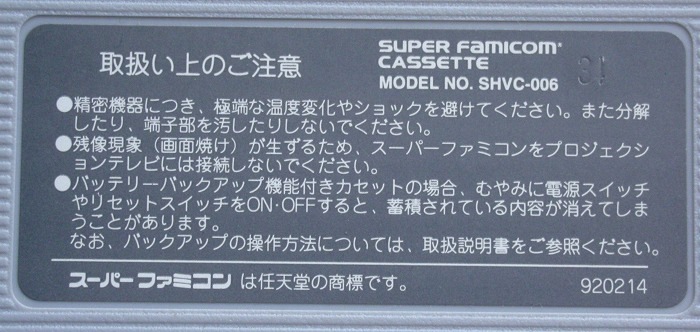 取扱い上のご注意
SUPER FAMICOM
CASSETTE
MODEL NO. SHVC-006
●精密機器につき、極端な温度変化やショックを避けてください。また分解
したり、端子部を汚したりしないでください。
●残像現象（画面焼け）が生ずるため、スーパーファミコンをプロジェクシ
ョンテレビには接続しないでください。
●バッテリーバックアップ機能付きカセットの場合、むやみに電源スイッチ
やリセットスイッチをON·OFFすると、蓄積されている内容が消えてしま
うことがあります。
なお、バックアップの操作方法については、取扱説明書をご参照ください。
スーパーファミコン は任天堂の商標です。
920214